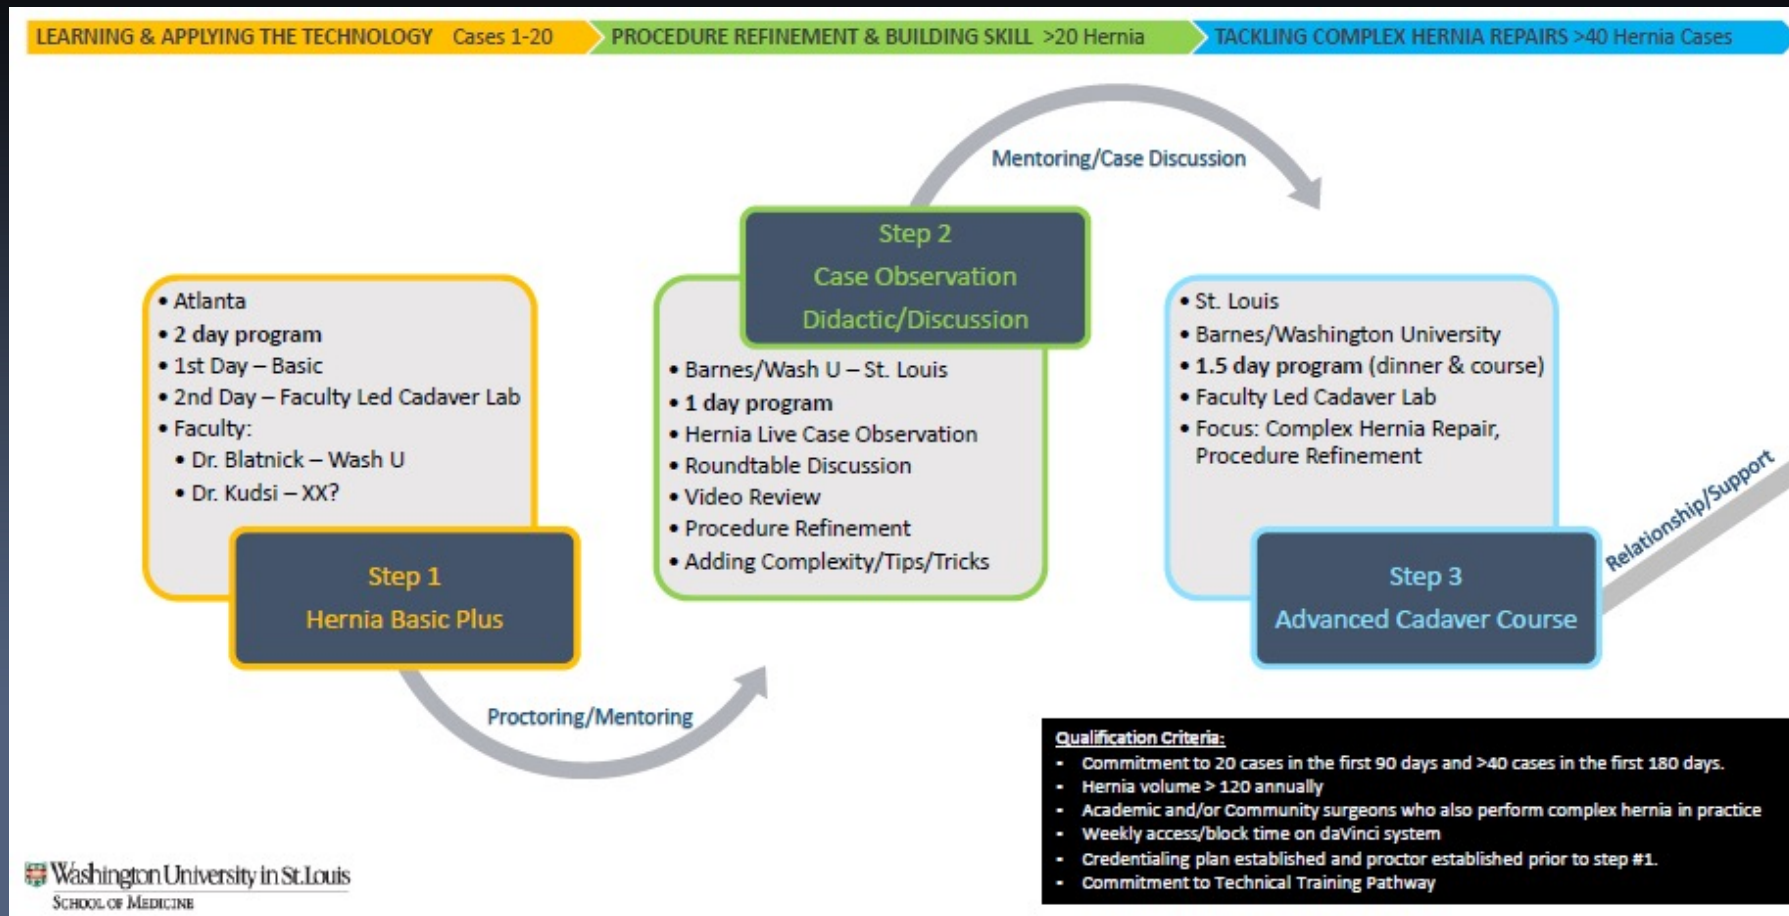 LEARNING & APPLYING THE TECHNOLOGY Cases 1-20
PROCEDURE REFINEMENT & BUILDING SKILL >20 Hernia
TACKLING COMPLEX HERNIA REPAIRS >40 Hernia Cases
• Atlanta
• 2 day program
• 1st Day – Basic
• 2nd Day – Faculty Led Cadaver Lab
• Faculty:
• Dr. Blatnick – Wash U
• Dr. Kudsi – XX?
Step 1
Hernia Basic Plus
Proctoring/Mentoring
Step 2
Case Observation
Didactic/Discussion
• Barnes/Wash U – St. Louis
• 1 day program
• Hernia Live Case Observation
• Roundtable Discussion
• Video Review
• Procedure Refinement
• Adding Complexity/Tips/Tricks
Mentoring/Case Discussion
• St. Louis
• Barnes/Washington University
• 1.5 day program (dinner & course)
• Faculty Led Cadaver Lab
• Focus: Complex Hernia Repair,
Procedure Refinement
Step 3
Advanced Cadaver Course
Relationship/Support
Qualification Criteria:
- Commitment to 20 cases in the first 90 days and >40 cases in the first 180 days.
- Hernia volume > 120 annually
- Academic and/or Community surgeons who also perform complex hernia in practice
- Weekly access/block time on daVinci system
- Credentialing plan established and proctor established prior to step #1.
- Commitment to Technical Training Pathway
Washington University in St. Louis
SCHOOL OF MEDICINE